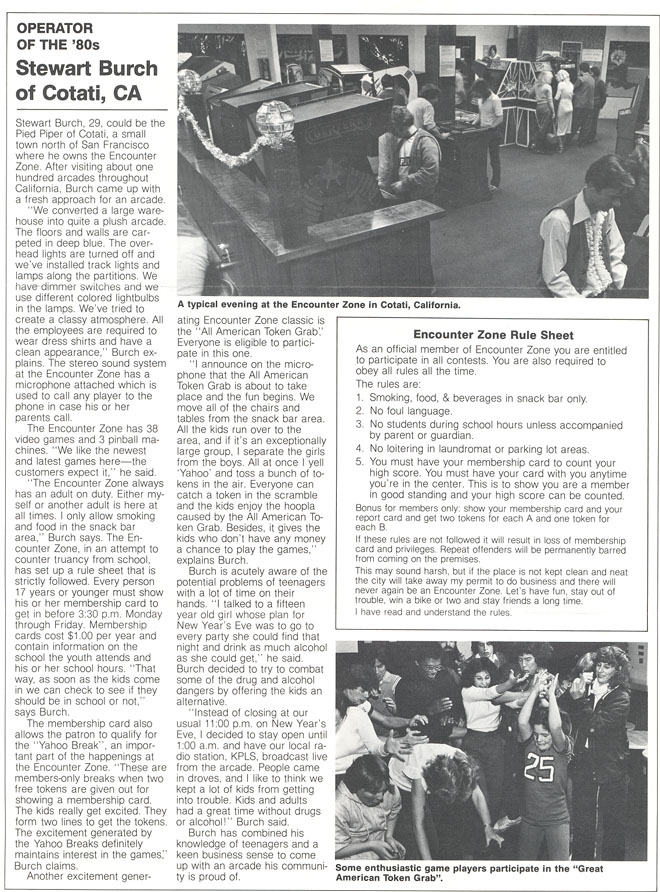 OPERATOR
OF THE '80s
Stewart Burch
of Cotati, CA
Stewart Burch, 29, could be the
Pied Piper of Cotati, a small
town north of San Francisco
where he owns the Encounter
Zone. After visiting about one
hundred arcades throughout
California, Burch came up with
a fresh approach for an arcade.
"We converted a large ware-
house into quite a plush arcade.
The floors and walls are car-
peted in deep blue. The over-
head lights are turned off and
we've installed track lights and
lamps along the partitions. We
have dimmer switches and we
use different colored lightbulbs
in the lamps. We've tried to
create a classy atmosphere. All
the employees are required to
wear dress shirts and have a
clean appearance," Burch ex-
plains. The stereo sound system
at the Encounter Zone has a
microphone attached which is
used to call any player to the
phone in case his or her
parents call.
The Encounter Zone has 38
video games and 3 pinball ma-
chines. "We like the newest
and latest games here—the
customers expect it," he said.
"The Encounter Zone always
has an adult on duty. Either my-
self or another adult is here at
all times. I only allow smoking
and food in the snack bar
area," Burch says. The En-
counter Zone, in an attempt to
counter truancy from school,
has set up a rule sheet that is
strictly followed. Every person
17 years or younger must show
his or her membership card to
get in before 3:30 p.m. Monday
through Friday. Membership
cards cost $1.00 per year and
contain information on the
school the youth attends and
his or her school hours. "That
way, as soon as the kids come
in we can check to see if they
should be in school or not,"
says Burch.
The membership card also
allows the patron to qualify for
the "Yahoo Break", an impor-
tant part of the happenings at
the Encounter Zone. "These are
members-only breaks when two
free tokens are given out for
showing a membership card.
The kids really get excited. They
form two lines to get the tokens.
The excitement generated by
the Yahoo Breaks definitely
maintains interest in the games,"
Burch claims.
Another excitement gener-
A typical evening at the Encounter Zone in Cotati, California.
ating Encounter Zone classic is
the "All American Token Grab."
Everyone is eligible to partici-
pate in this one.
"I announce on the micro-
phone that the All American
Token Grab is about to take
place and the fun begins. We
move all of the chairs and
tables from the snack bar area.
All the kids run over to the
area, and if it's an exceptionally
large group, I separate the girls
from the boys. All at once I yell
'Yahoo' and toss a bunch of to-
kens in the air. Everyone can
catch a token in the scramble
and the kids enjoy the hoopla
caused by the All American To-
ken Grab. Besides, it gives the
kids who don't have any money
a chance to play the games,"
explains Burch.
Burch is acutely aware of the
potential problems of teenagers
with a lot of time on their
hands. "I talked to a fifteen
year old girl whose plan for
New Year's Eve was to go to
every party she could find that
night and drink as much alcohol
as she could get," he said.
Burch decided to try to combat
some of the drug and alcohol
dangers by offering the kids an
alternative.
"Instead of closing at our
usual 11:00 p.m. on New Year's
Eve, I decided to stay open until
1:00 a.m. and have our local ra-
dio station, KPLS, broadcast live
from the arcade. People came
in droves, and I like to think we
kept a lot of kids from getting
into trouble. Kids and adults
had a great time without drugs
or alcohol!" Burch said.
Burch has combined his
knowledge of teenagers and a
keen business sense to come
up with an arcade his communi-
ty is proud of.
Encounter Zone Rule Sheet
As an official member of Encounter Zone you are entitled
to participate in all contests. You are also required to
obey all rules all the time.
The rules are:
1. Smoking, food, & beverages in snack bar only.
2. No foul language.
3. No students during school hours unless accompanied
by parent or guardian.
4. No loitering in laundromat or parking lot areas.
5. You must have your membership card to count your
high score. You must have your card with you anytime
you're in the center. This is to show you are a member
in good standing and your high score can be counted.
Bonus for members only: show your membership card and your
report card and get two tokens for each A and one token for
each B.
If these rules are not followed it will result in loss of membership
card and privileges. Repeat offenders will be permanently barred
from coming on the premises.
This may sound harsh, but if the place is not kept clean and neat
the city will take away my permit to do business and there will
never again be an Encounter Zone. Let's have fun, stay out of
trouble, win a bike or two and stay friends a long time.
I have read and understand the rules.
25
Some enthusiastic game players participate in the "Great
American Token Grab".